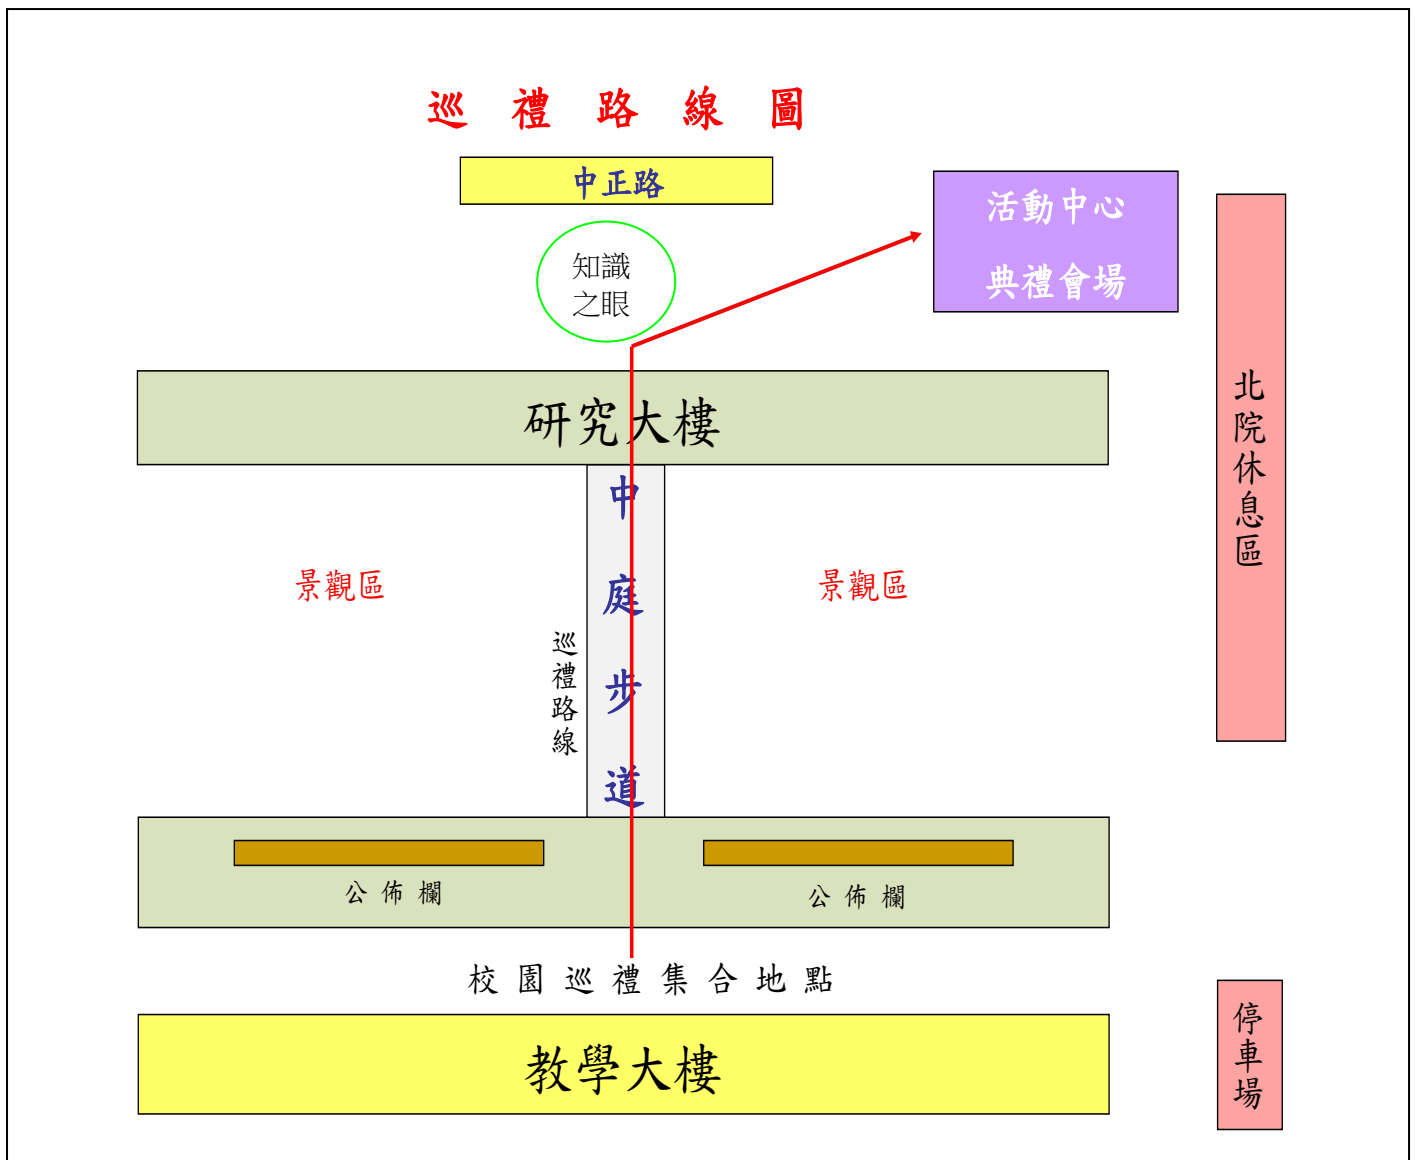 巡禮路線圖
中正路
活動中心
典禮會場
知識
之眼
研究大樓
北院休息區
中庭步道
景觀區
景觀區
巡禮路線
公佈欄
公佈欄
校園巡禮集合地點
教學大樓
停車場